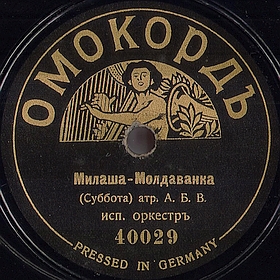 ОМОКОРДЪ
Милаша-Молдаванка
(Суббота) атр. А. Б. В.
исп. оркестръ
40029
PRESSED IN GERMANY